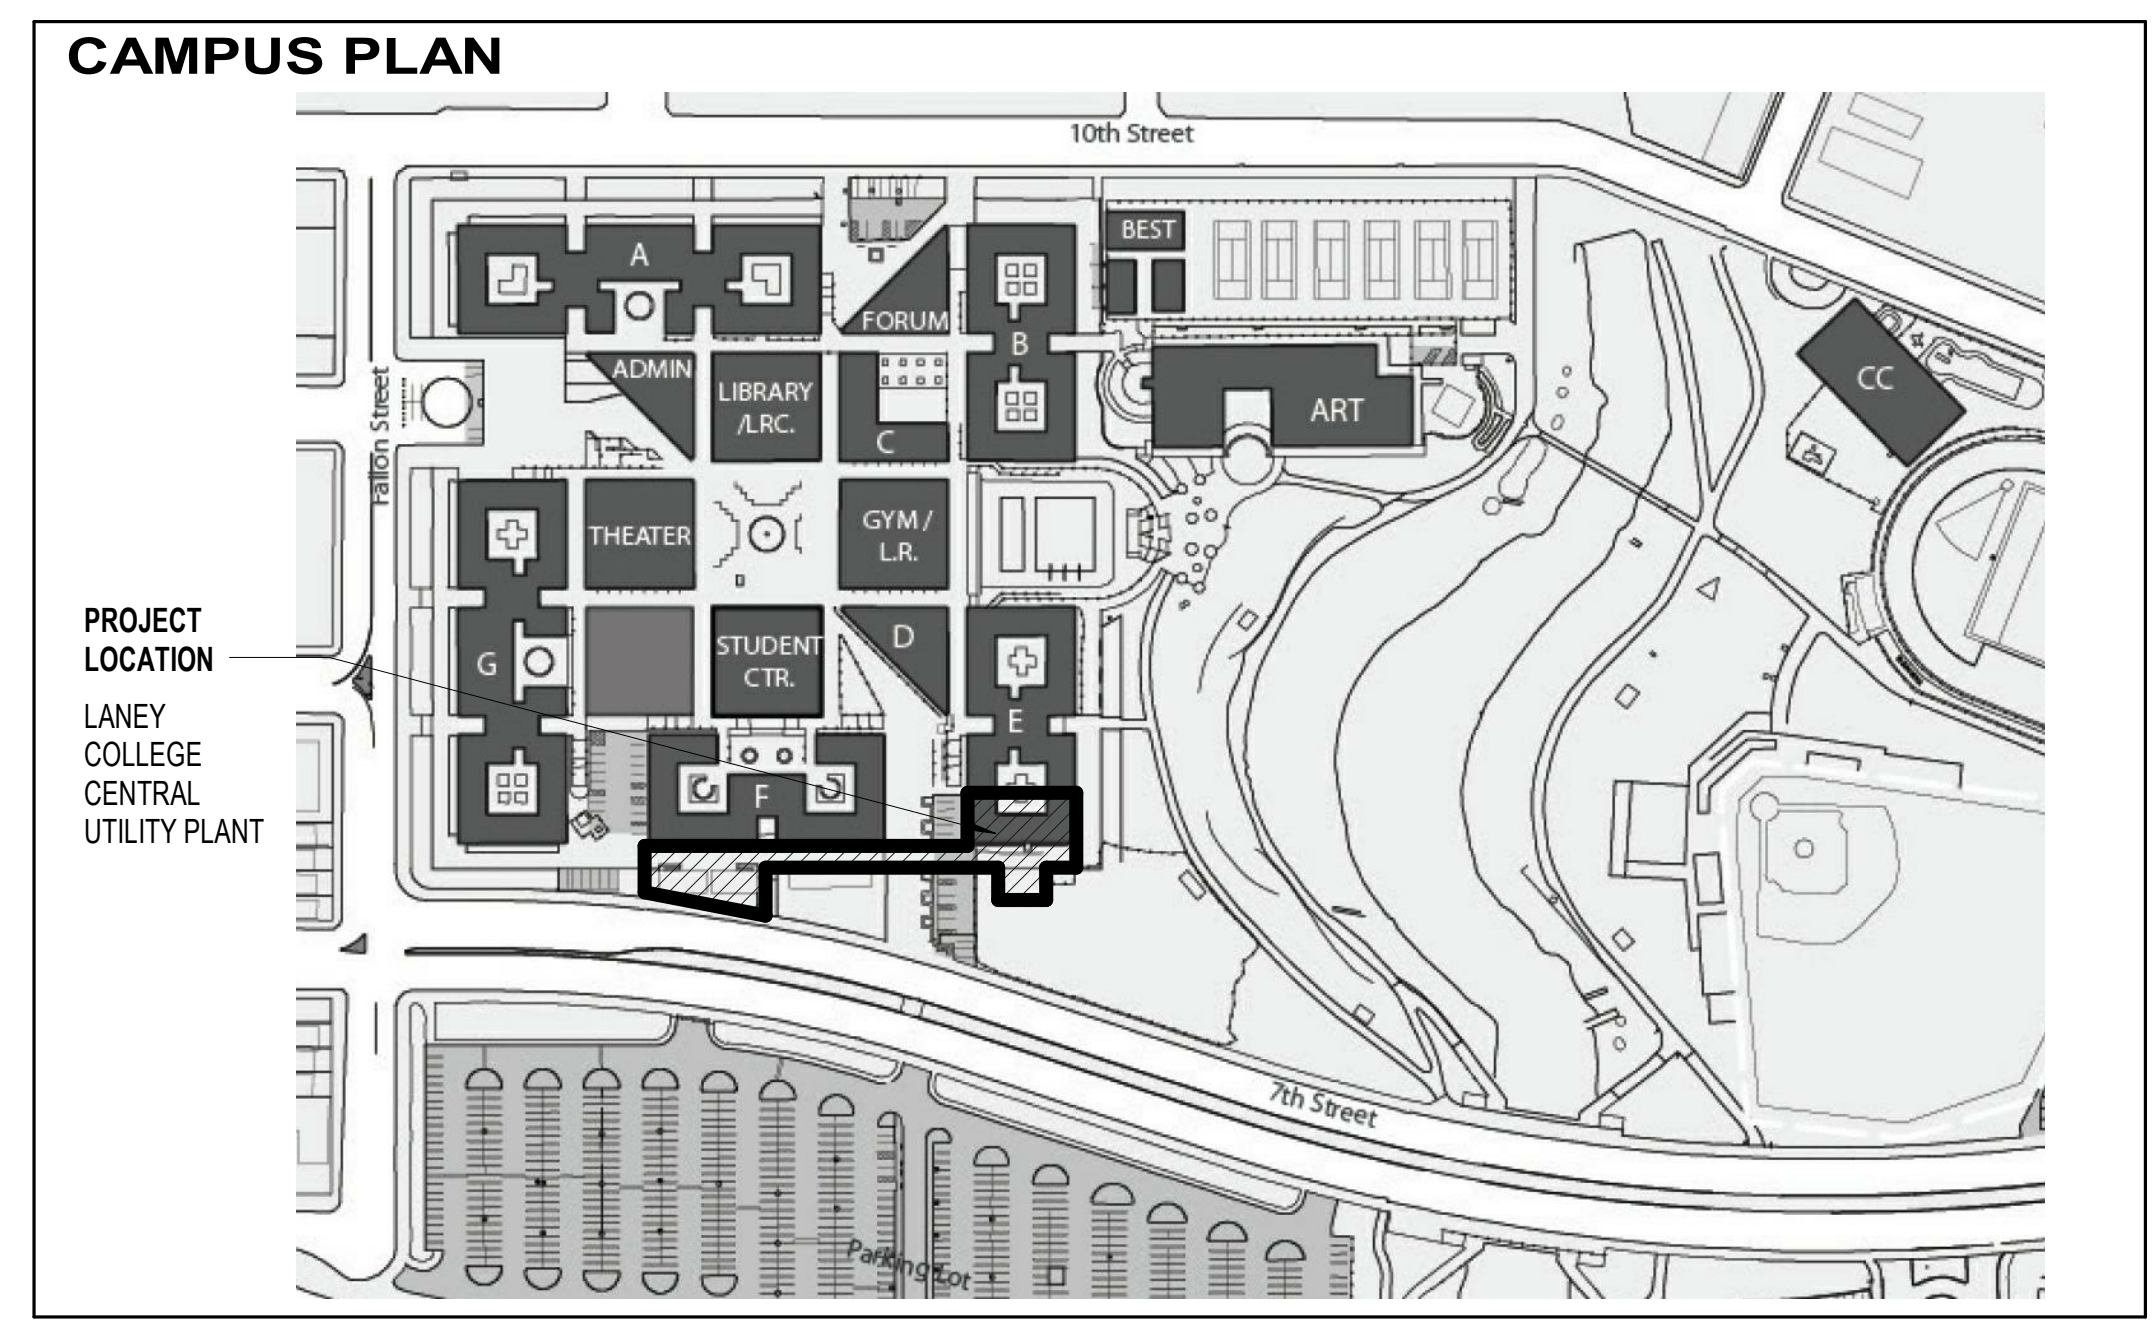 CAMPUS PLAN
10th Street
BEST
A
FORUM
B
ADMIN
LIBRARY
/LRC.
C
ART
CC
Fallon Street
THEATER
GYM /
L.R.
PROJECT
LOCATION
LANEY
COLLEGE
CENTRAL
UTILITY PLANT
G
STUDENT
CTR.
D
E
F
7th Street
Parking Lot